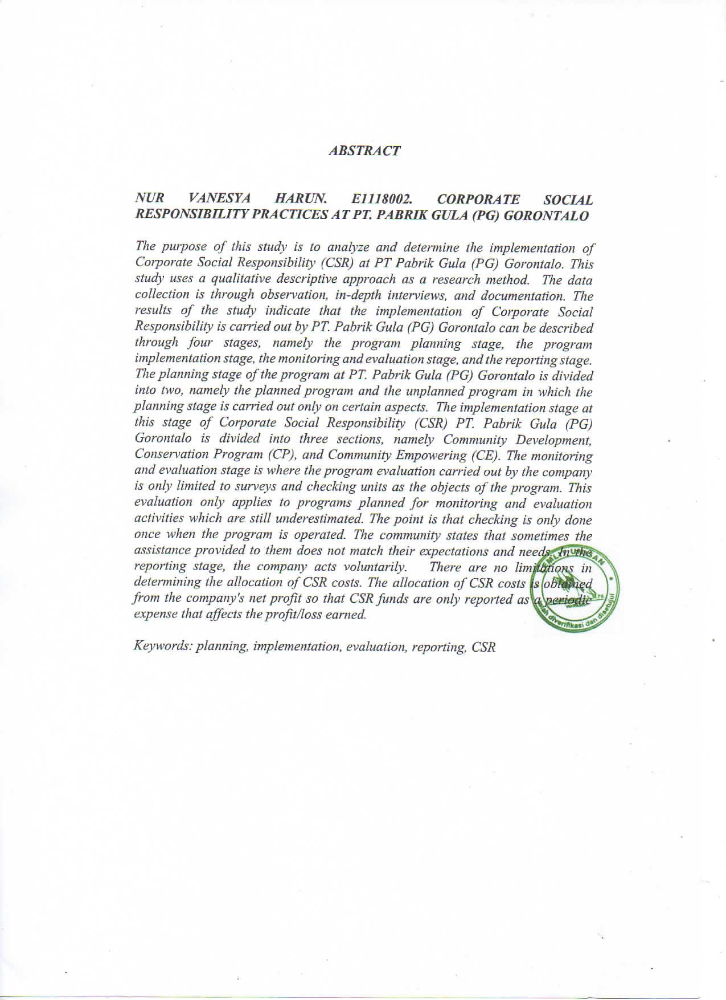 ABSTRACT
NUR VANESYA HARUN. E1118002. CORPORATE SOCIAL
RESPONSIBILITY PRACTICES AT PT. PABRIK GULA (PG) GORONTALO
The purpose of this study is to analyze and determine the implementation of
Corporate Social Responsibility (CSR) at PT Pabrik Gula (PG) Gorontalo. This
study uses a qualitative descriptive approach as a research method. The data
collection is through observation, in-depth interviews, and documentation. The
results of the study indicate that the implementation of Corporate Social
Responsibility is carried out by PT. Pabrik Gula (PG) Gorontalo can be described
through four stages, namely the program planning stage, the program
implementation stage, the monitoring and evaluation stage, and the reporting stage.
The planning stage of the program at PT. Pabrik Gula (PG) Gorontalo is divided
into two, namely the planned program and the unplanned program in which the
planning stage is carried out only on certain aspects. The implementation stage at
this stage of Corporate Social Responsibility (CSR) PT. Pabrik Gula (PG)
Gorontalo is divided into three sections, namely Community Development,
Conservation Program (CP), and Community Empowering (CE). The monitoring
and evaluation stage is where the program evaluation carried out by the company
is only limited to surveys and checking units as the objects of the program. This
evaluation only applies to programs planned for monitoring and evaluation
activities which are still underestimated. The point is that checking is only done
once when the program is operated. The community states that sometimes the
assistance provided to them does not match their expectations and needs. In the
reporting stage, the company acts voluntarily. There are no limitations in
determining the allocation of CSR costs. The allocation of CSR costs is obtained
from the company's net profit so that CSR funds are only reported as a periodic
expense that affects the profit/loss earned.
diverifikasi dan disetujui
Keywords: planning, implementation, evaluation, reporting, CSR